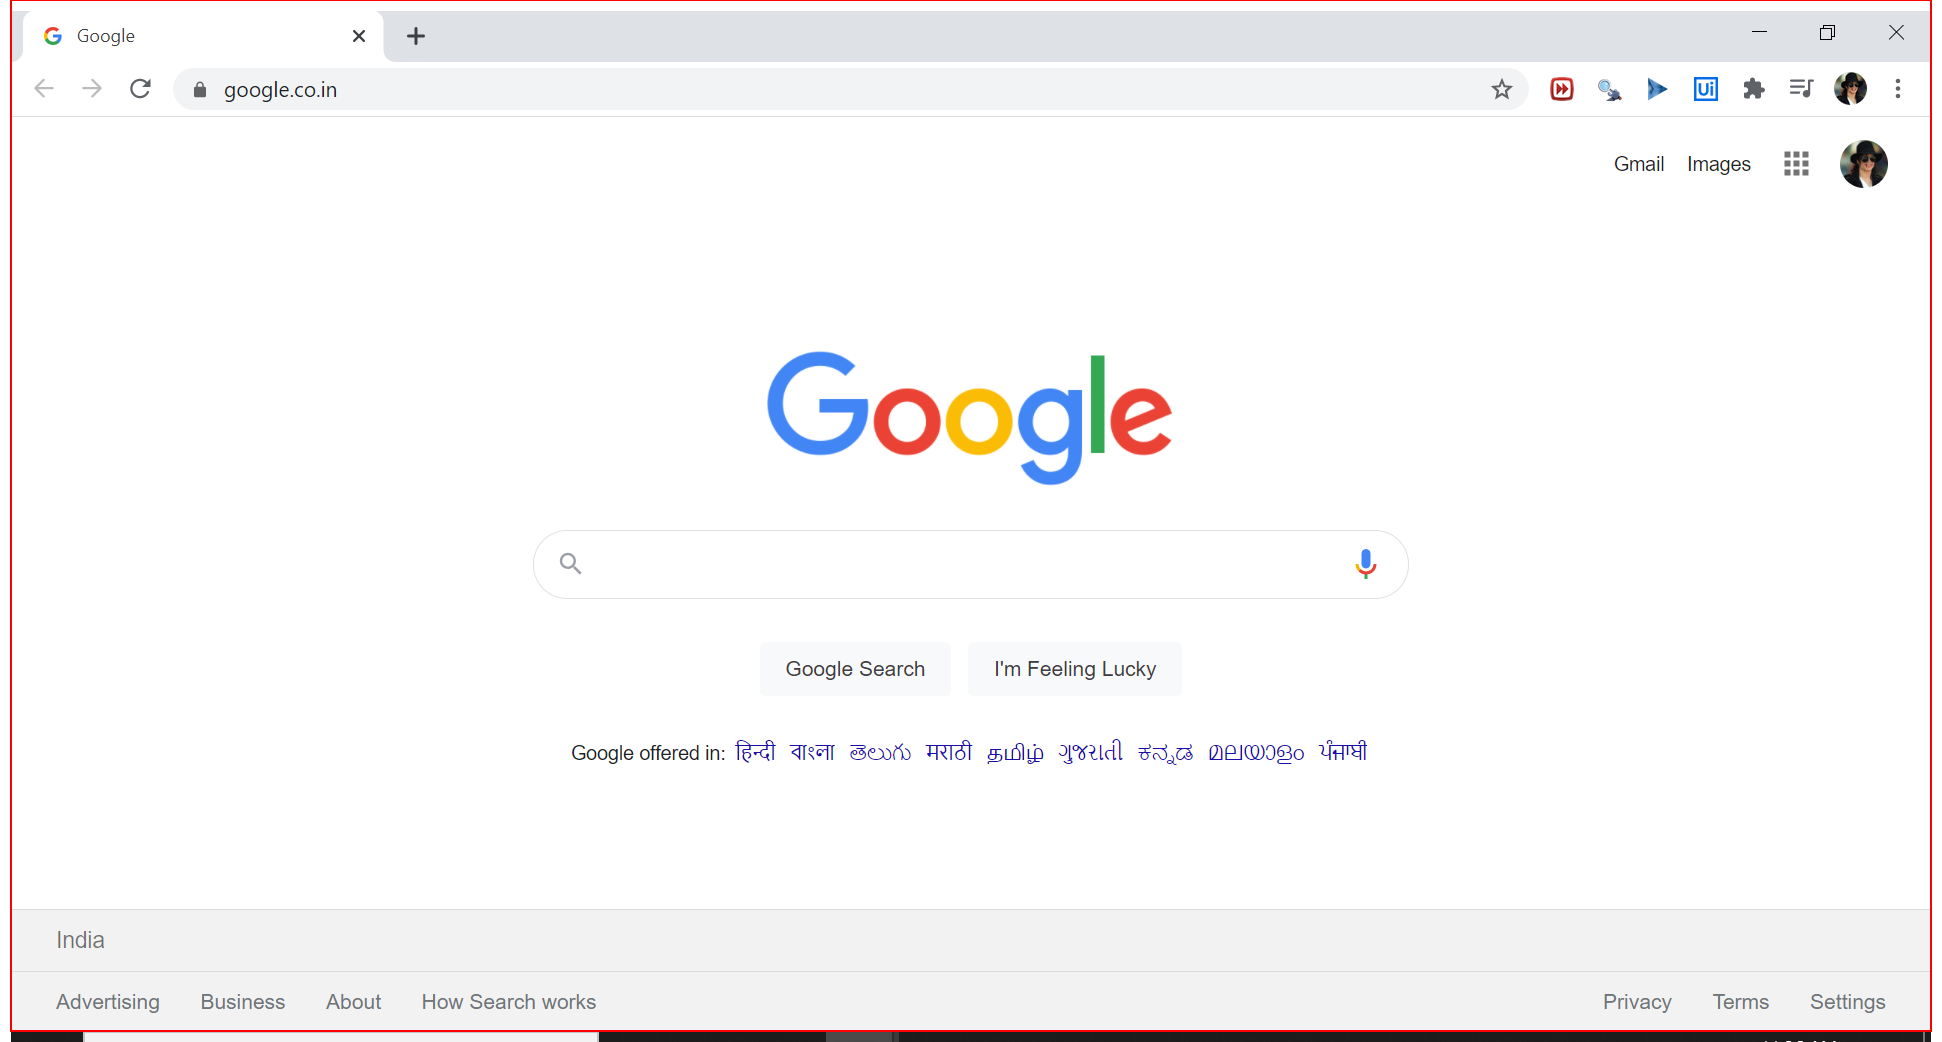 Google
google.co.in
Ui
Gmail Images
Google
Google Search I'm Feeling Lucky
Google offered in: हिन्दी বাংলা తెలుగు मराठी தமிழ் ગુજરાતી ಕನ್ನಡ മലയാളം ਪੰਜਾਬੀ
India
Advertising Business About How Search works Privacy Terms Settings